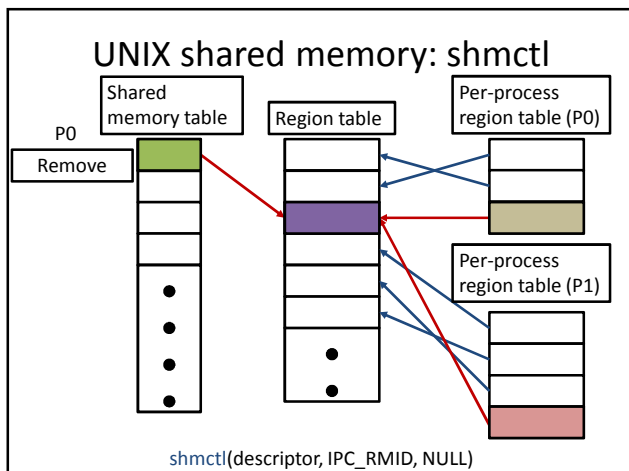 UNIX shared memory: shmctl
Shared
memory table
Region table
Per-process
region table (P0)
P0
Remove
Per-process
region table (P1)
shmctl(descriptor, IPC_RMID, NULL)